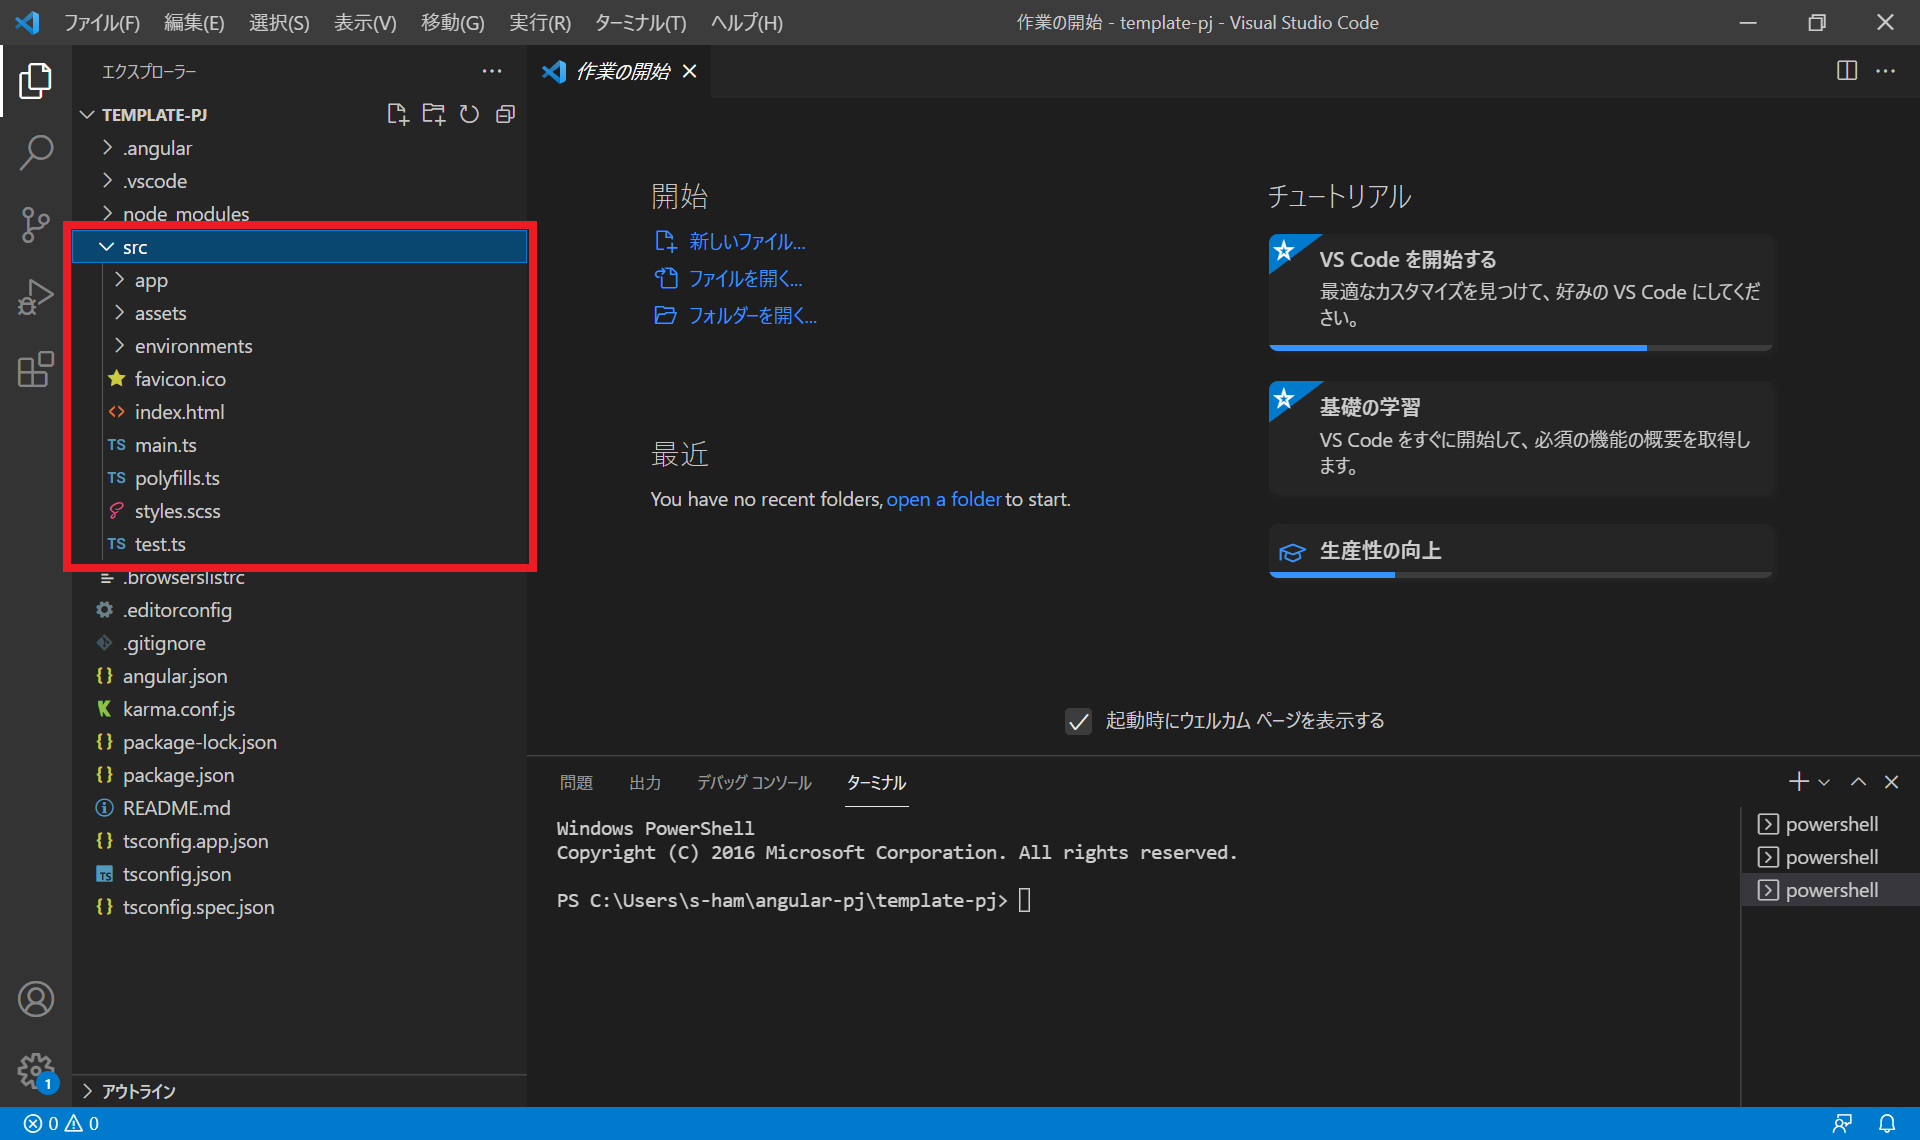 ファイル(F) 編集(E) 選択(S) 表示(V) 移動(G) 実行(R) ターミナル(T) ヘルプ(H) 作業の開始 - template-pj - Visual Studio Code
エクスプローラー
TEMPLATE-PJ
.angular
.vscode
node_modules
src
app
assets
environments
favicon.ico
index.html
TS main.ts
TS polyfills.ts
styles.scss
TS test.ts
.browserslistrc
.editorconfig
.gitignore
{} angular.json
karma.conf.js
{} package-lock.json
{} package.json
README.md
{} tsconfig.app.json
TS tsconfig.json
{} tsconfig.spec.json
アウトライン
1
作業の開始
開始
新しいファイル...
ファイルを開く...
フォルダーを開く...
最近
You have no recent folders, open a folder to start.
チュートリアル
VS Code を開始する
最適なカスタマイズを見つけて、好みの VS Code にしてくだ
さい。
基礎の学習
VS Code をすぐに開始して、必須の機能の概要を取得し
ます。
生産性の向上
起動時にウェルカム ページを表示する
問題 出力 デバッグ コンソール ターミナル
Windows PowerShell
Copyright (C) 2016 Microsoft Corporation. All rights reserved.
PS C:\Users\s-ham\angular-pj\template-pj>
powershell
powershell
powershell
0 0